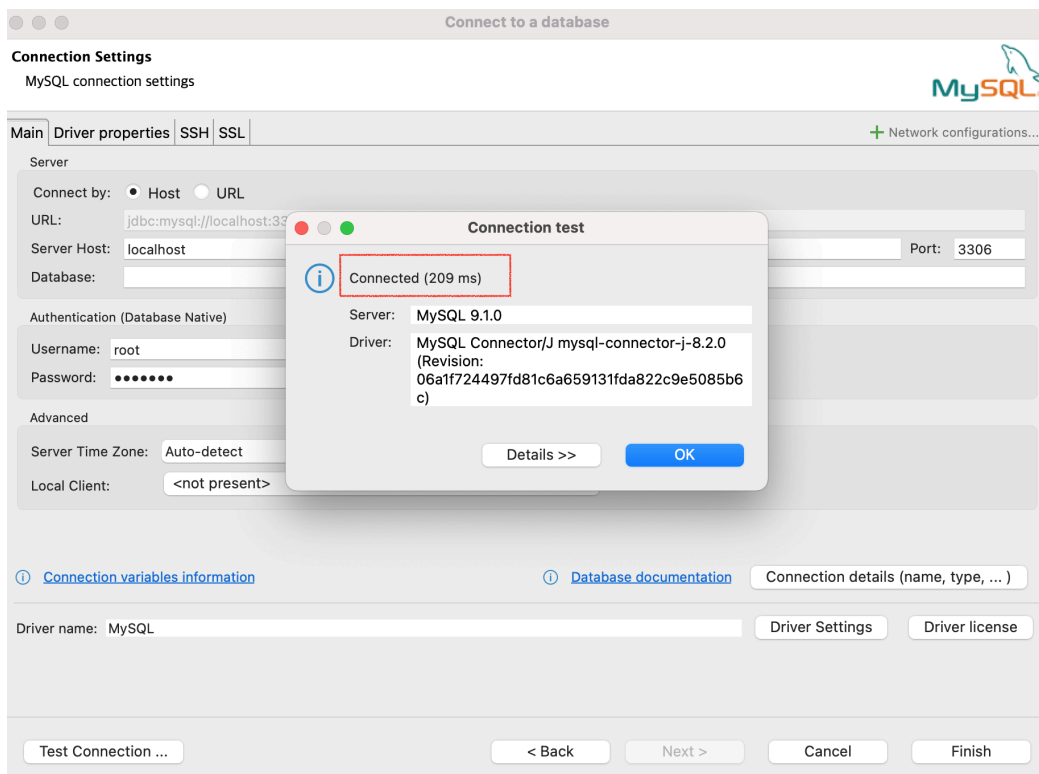 Connect to a database
Connection Settings
MySQL connection settings
MySQL
Main Driver properties SSH SSL Network configurations...
Server
Connect by: Host URL
URL: jdbc:mysql://localhost:33
Server Host: localhost Port: 3306
Database:
Authentication (Database Native)
Username: root
Password: •••••••
Advanced
Server Time Zone: Auto-detect
Local Client: <not present>
Connection test
Connected (209 ms)
Server: MySQL 9.1.0
Driver: MySQL Connector/J mysql-connector-j-8.2.0
(Revision:
06a1f724497fd81c6a659131fda822c9e5085b6
c)
Details >> OK
Connection variables information Database documentation Connection details (name, type, ... )
Driver name: MySQL Driver Settings Driver license
Test Connection ... < Back Next > Cancel Finish